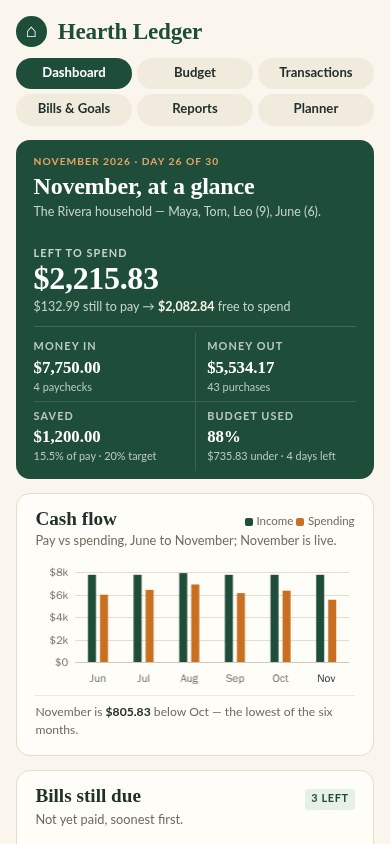 Hearth Ledger
Dashboard
Budget
Transactions
Bills & Goals
Reports
Planner
NOVEMBER 2026 · DAY 26 OF 30
November, at a glance
The Rivera household — Maya, Tom, Leo (9), June (6).
LEFT TO SPEND
$2,215.83
$132.99 still to pay → $2,082.84 free to spend
MONEY IN
$7,750.00
4 paychecks
MONEY OUT
$5,534.17
43 purchases
SAVED
$1,200.00
15.5% of pay · 20% target
BUDGET USED
88%
$735.83 under · 4 days left
Cash flow
Income
Spending
Pay vs spending, June to November; November is live.
$8k
$6k
$4k
$2k
$0
Jun
Jul
Aug
Sep
Oct
Nov
November is $805.83 below Oct — the lowest of the six
months.
Bills still due
3 LEFT
Not yet paid, soonest first.